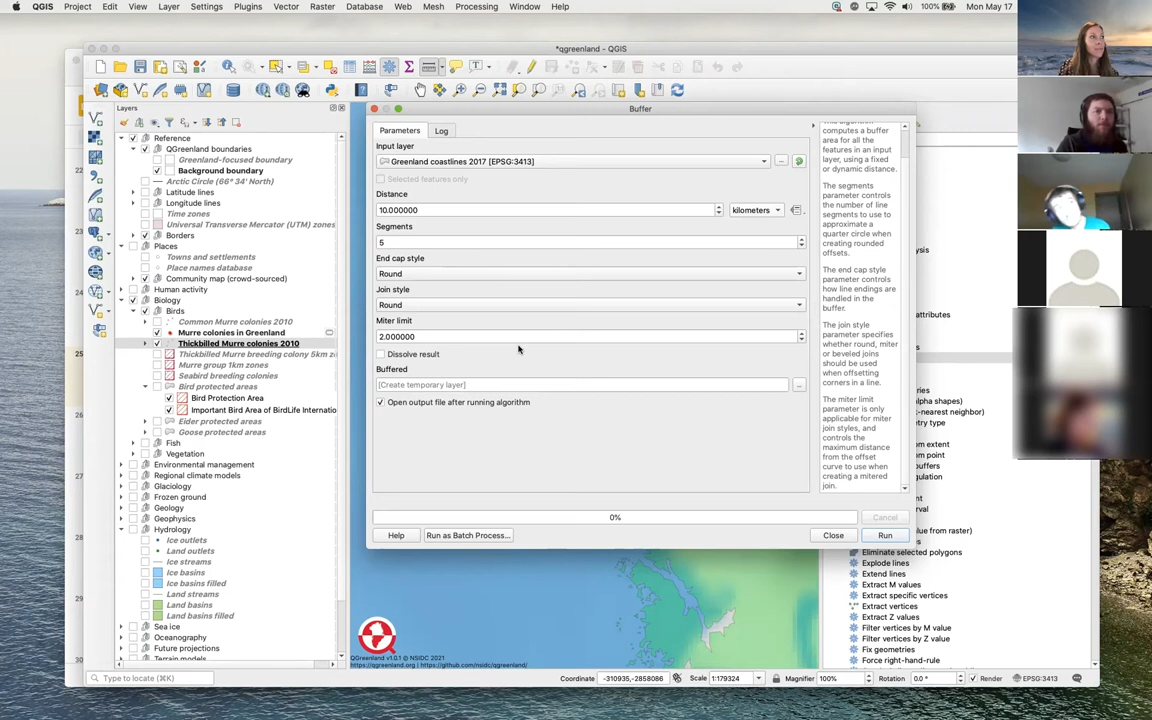 QGIS Project Edit View Layer Settings Plugins Vector Raster Database Web Mesh Processing Window Help 100% Mon May 17
*qgreenland - QGIS
Layers
Reference
QGreenland boundaries
Greenland-focused boundary
Background boundary
Arctic Circle (66° 34' North)
Latitude lines
Longitude lines
Time zones
Universal Transverse Mercator (UTM) zones
Borders
Places
Towns and settlements
Place names database
Community map (crowd-sourced)
Human activity
Biology
Birds
Common Murre colonies 2010
Murre colonies in Greenland
Thickbilled Murre colonies 2010
Thickbilled Murre breeding colony 5km z
Murre group 1km zones
Seabird breeding colonies
Bird protected areas
Bird Protection Area
Important Bird Area of BirdLife Internatio
Eider protected areas
Goose protected areas
Fish
Vegetation
Environmental management
Regional climate models
Glaciology
Frozen ground
Geology
Geophysics
Hydrology
Ice outlets
Land outlets
Ice streams
Ice basins
Ice basins filled
Land streams
Land basins
Land basins filled
Sea ice
Oceanography
Future projections
Terrain models
Buffer
Parameters Log
Input layer
Greenland coastlines 2017 [EPSG:3413]
Selected features only
Distance
10.000000 kilometers
Segments
5
End cap style
Round
Join style
Round
Miter limit
2.000000
Dissolve result
Buffered
[Create temporary layer]
Open output file after running algorithm
0% Cancel
Help Run as Batch Process... Close Run
This algorithm
computes a buffer
area for all the
features in an input
layer, using a fixed
or dynamic distance.
The segments
parameter controls
the number of line
segments to use to
approximate a
quarter circle when
creating rounded
offsets.
The end cap style
parameter controls
how line endings are
handled in the
buffer.
The join style
parameter specifies
whether round, miter
or beveled joins
should be used
when offsetting
corners in a line.
The miter limit
parameter is only
applicable for miter
join styles, and
controls the
maximum distance
from the offset
curve to use when
creating a mitered
join.
Eliminate selected polygons
Explode lines
Extend lines
Extract M values
Extract specific vertices
Extract vertices
Extract Z values
Filter vertices by M value
Filter vertices by Z value
Fix geometries
Force right-hand-rule
QGreenland v1.0.1 © NSIDC 2021
https://qgreenland.org | https://github.com/nsidc/qgreenland/
Type to locate (⌘K) Coordinate -310935,-2858086 Scale 1:179324 Magnifier 100% Rotation 0.0 ° Render EPSG:3413